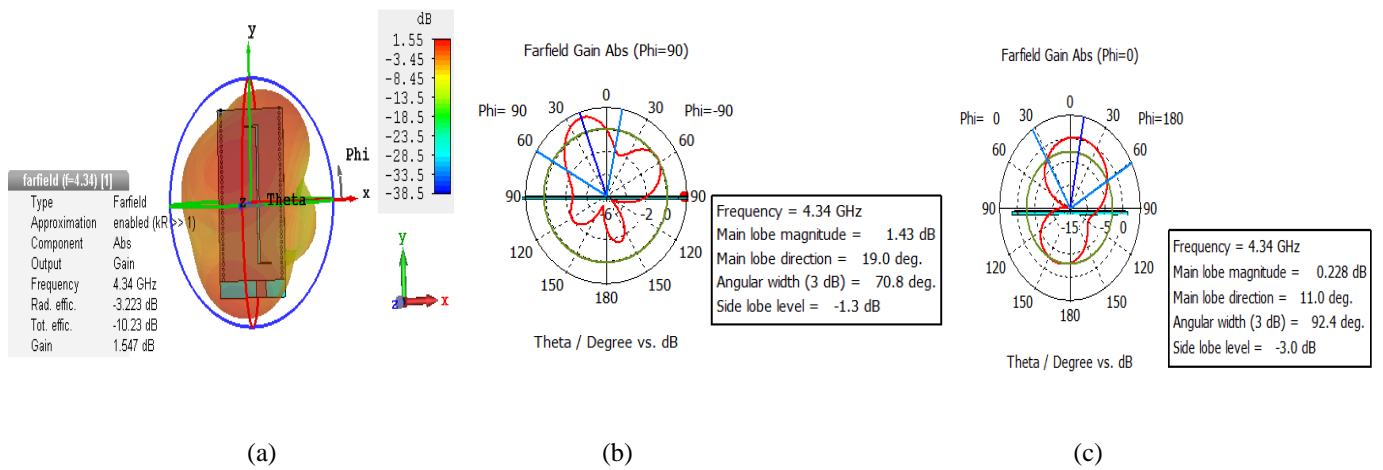 dB
1.55
-3.45
-8.45
-13.5
-18.5
-23.5
-28.5
-33.5
-38.5
y
Phi
x
z
Theta
farfield (f=4.34) [1]
Type Farfield
Approximation enabled (kR >> 1)
Component Abs
Output Gain
Frequency 4.34 GHz
Rad. effic. -3.223 dB
Tot. effic. -10.23 dB
Gain 1.547 dB
y
z x
Farfield Gain Abs (Phi=90)
Phi= 90 30 0 30 Phi=-90
60 60
90 90
-6 -2 0
120 120
150 180 150
Theta / Degree vs. dB
Frequency = 4.34 GHz
Main lobe magnitude = 1.43 dB
Main lobe direction = 19.0 deg.
Angular width (3 dB) = 70.8 deg.
Side lobe level = -1.3 dB
Farfield Gain Abs (Phi=0)
Phi= 0 30 0 30 Phi=180
60 60
90 90
-15 -5 0
120 120
150 180 150
Theta / Degree vs. dB
Frequency = 4.34 GHz
Main lobe magnitude = 0.228 dB
Main lobe direction = 11.0 deg.
Angular width (3 dB) = 92.4 deg.
Side lobe level = -3.0 dB
(a) (b) (c)